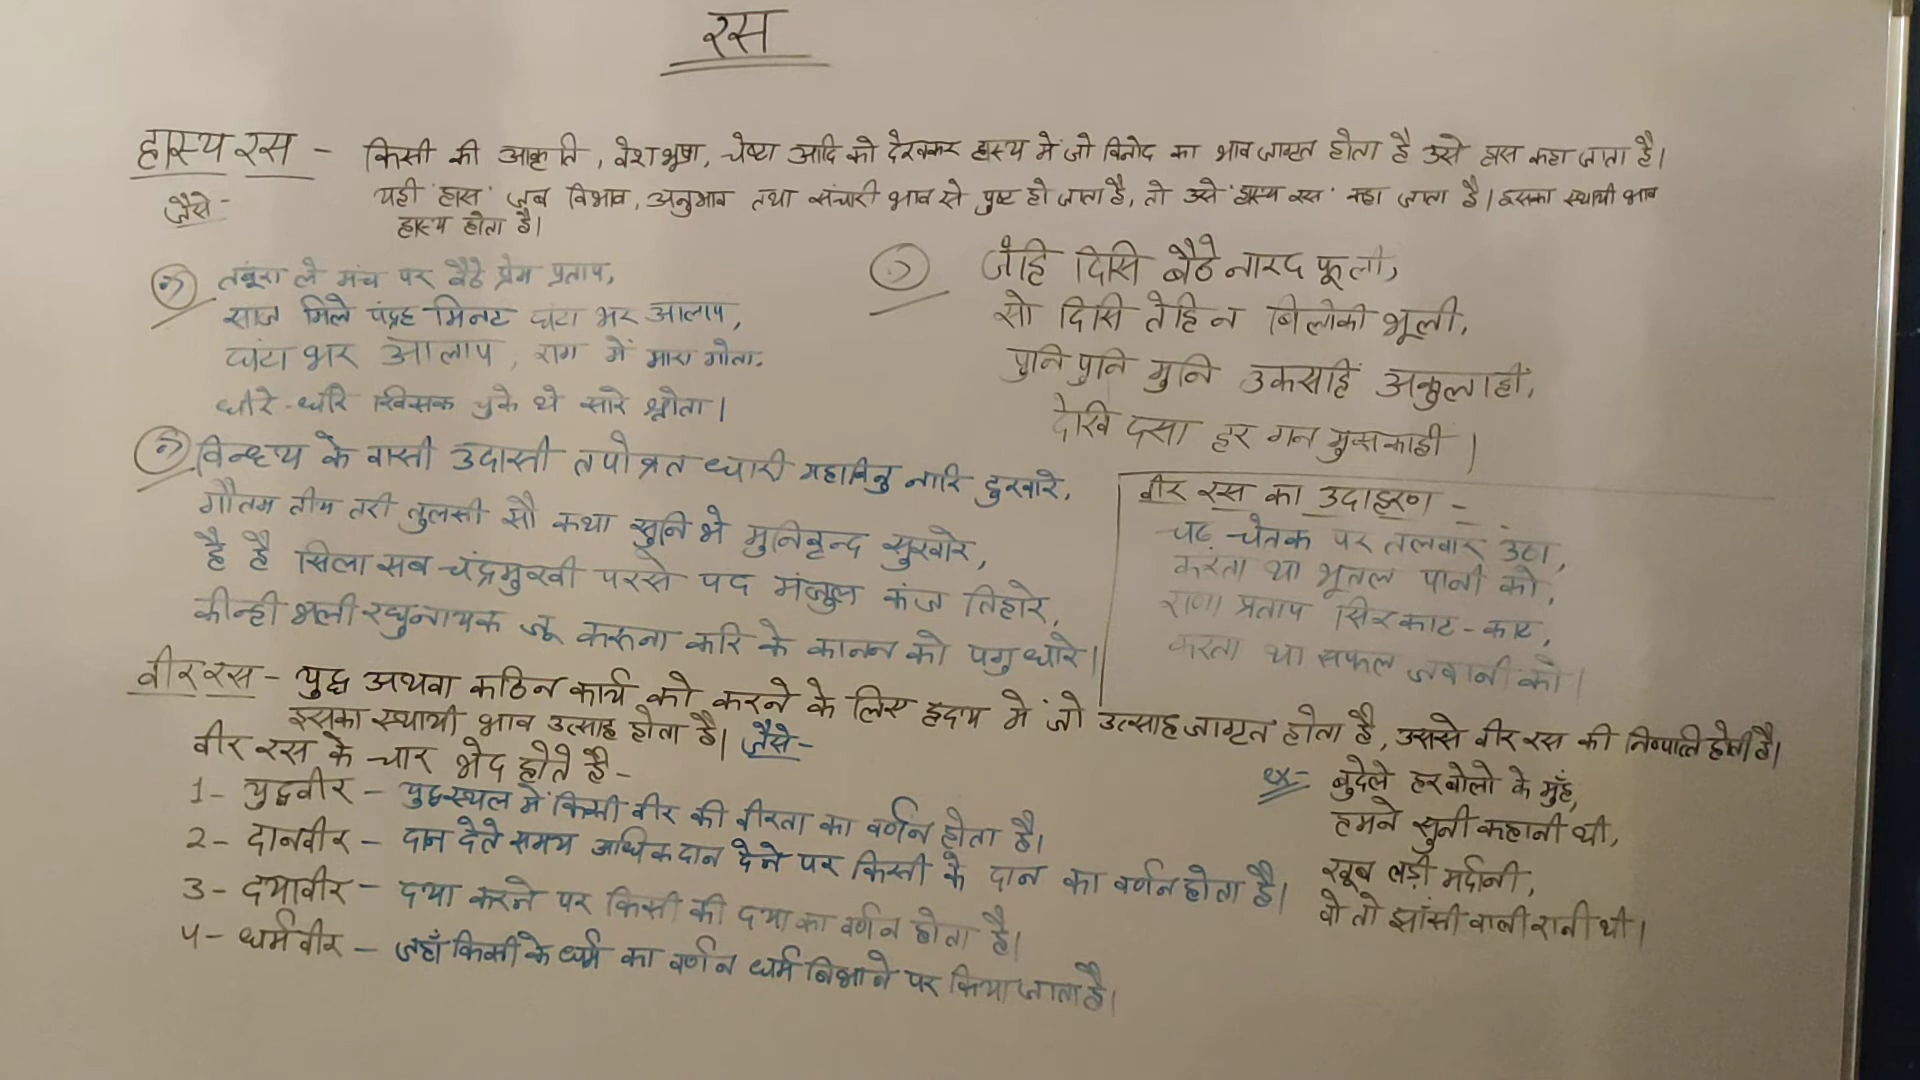 रस
हास्य रस - किसी की आकृति, वेशभूषा, चेष्टा आदि को देखकर हास्य में जो विनोद का भाव जाग्रत होता है उसे हास कहा जाता है।
जैसे - यही 'हास' जब विभाव, अनुभाव तथा संचारी भाव से पुष्ट हो जाता है, तो उसे 'हास्य रस' कहा जाता है। इसका स्थायी भाव
हास्य होता है।
तंबूरा ले मंच पर बैठे प्रेम प्रताप,
साज मिले पंद्रह मिनट घंटा भर आलाप,
घंटा भर आलाप, राग में मारा गोता,
धीरे-धीरे खिसक चुके थे सारे श्रोता।
जेहि दिसि बैठे नारद फूली,
सो दिसि तेहि न बिलोकी भूली,
पुनि पुनि मुनि उकसहिं अकुलाहीं,
देखि दसा हर गन मुसकाही।
विन्ध्य के वासी उदासी तपोव्रत धारी महाबिनु नारि दुखारे,
गौतम तीय तरी तुलसी सौ कथा सुनि भे मुनिवृन्द सुखारे,
है है सिला सब चंद्रमुखी परसे पद मंजुल कंज तिहारे,
कीन्ही भली रघुनायक जू करुना करि के कानन को पगु धारे।
वीर रस का उदाहरण -
चढ़ चेतक पर तलवार उठा,
करता था भूतल पानी को,
राणा प्रताप सिर काट-काट,
करता था सफल जवानी को।
वीर रस - युद्ध अथवा कठिन कार्य को करने के लिए हृदय में जो उत्साह जाग्रत होता है, उससे वीर रस की निष्पत्ति होती है।
इसका स्थायी भाव उत्साह होता है। जैसे -
वीर रस के चार भेद होते है -
1- युद्धवीर - युद्धस्थल में किसी वीर की वीरता का वर्णन होता है।
2- दानवीर - दान देते समय अधिक दान देने पर किसी के दान का वर्णन होता है।
3- दयावीर - दया करने पर किसी की दया का वर्णन होता है।
4- धर्मवीर - जहाँ किसी के धर्म का वर्णन धर्म निभाने पर किया जाता है।
ex- बुदेले हरबोलो के मुँह,
हमने सुनी कहानी थी,
खूब लड़ी मर्दानी,
वो तो झांसी वाली रानी थी।